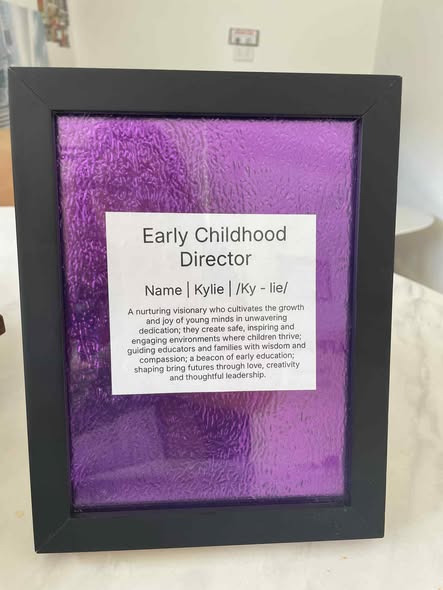 Early Childhood
Director
Name | Kylie | /Ky - lie/
A nurturing visionary who cultivates the growth
and joy of young minds in unwavering
dedication; they create safe, inspiring and
engaging environments where children thrive;
guiding educators and families with wisdom and
compassion; a beacon of early education;
shaping bring futures through love, creativity
and thoughtful leadership.